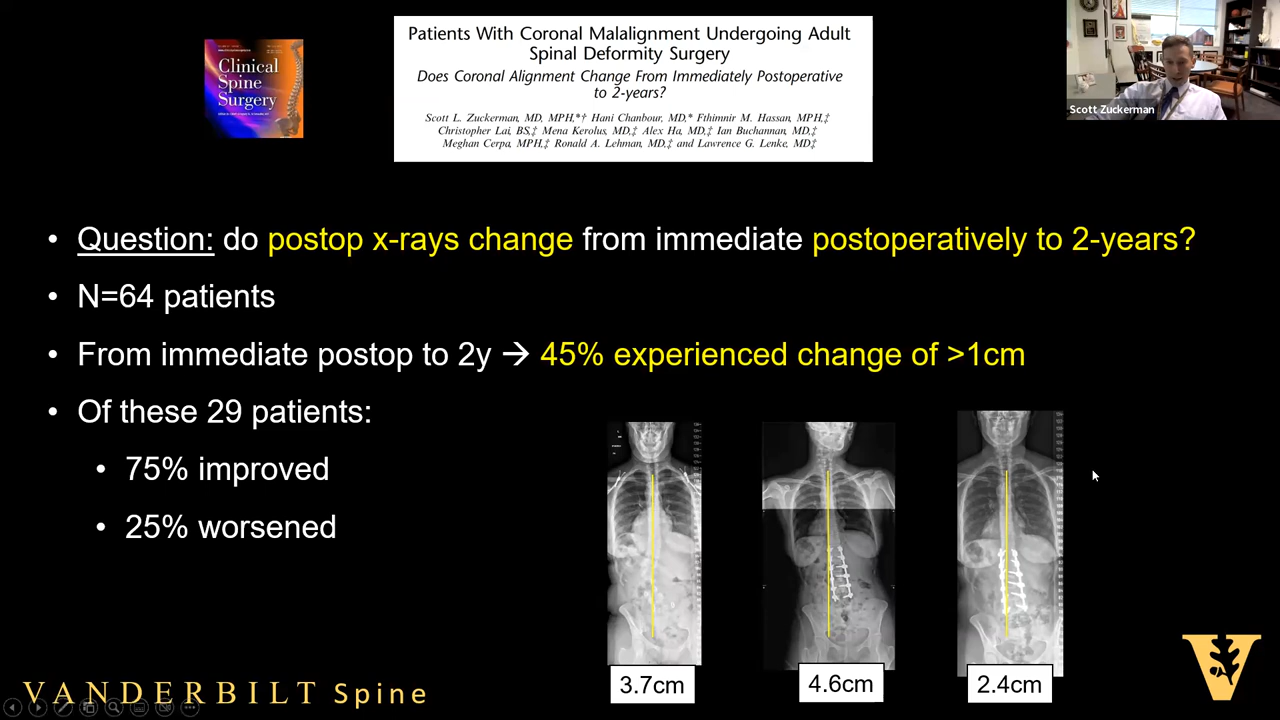 Clinical
Spine
Surgery
Patients With Coronal Malalignment Undergoing Adult
Spinal Deformity Surgery
Does Coronal Alignment Change From Immediately Postoperative
to 2-years?
Scott L. Zuckerman, MD, MPH,*† Hani Chanbour, MD,* Fthimnir M. Hassan, MPH,‡
Christopher Lai, BS,‡ Mena Kerolus, MD,‡ Alex Ha, MD,‡ Ian Buchannan, MD,‡
Meghan Cerpa, MPH,‡ Ronald A. Lehman, MD,‡ and Lawrence G. Lenke, MD‡
Scott Zuckerman
• Question: do postop x-rays change from immediate postoperatively to 2-years?
• N=64 patients
• From immediate postop to 2y → 45% experienced change of >1cm
• Of these 29 patients:
• 75% improved
• 25% worsened
3.7cm
4.6cm
2.4cm
VANDERBILT Spine
V